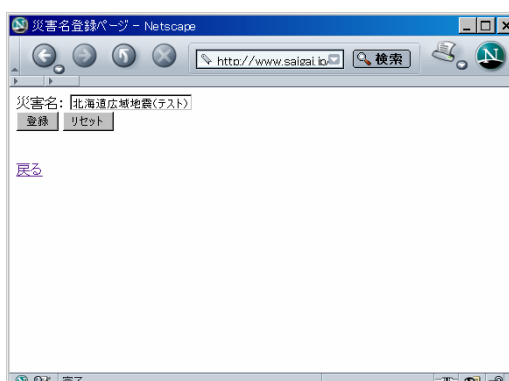 災害名登録ページ - Netscape
http://www.saigai.jp
検索
災害名: 北海道広域地震(テスト)
登録 リセット
戻る
完了